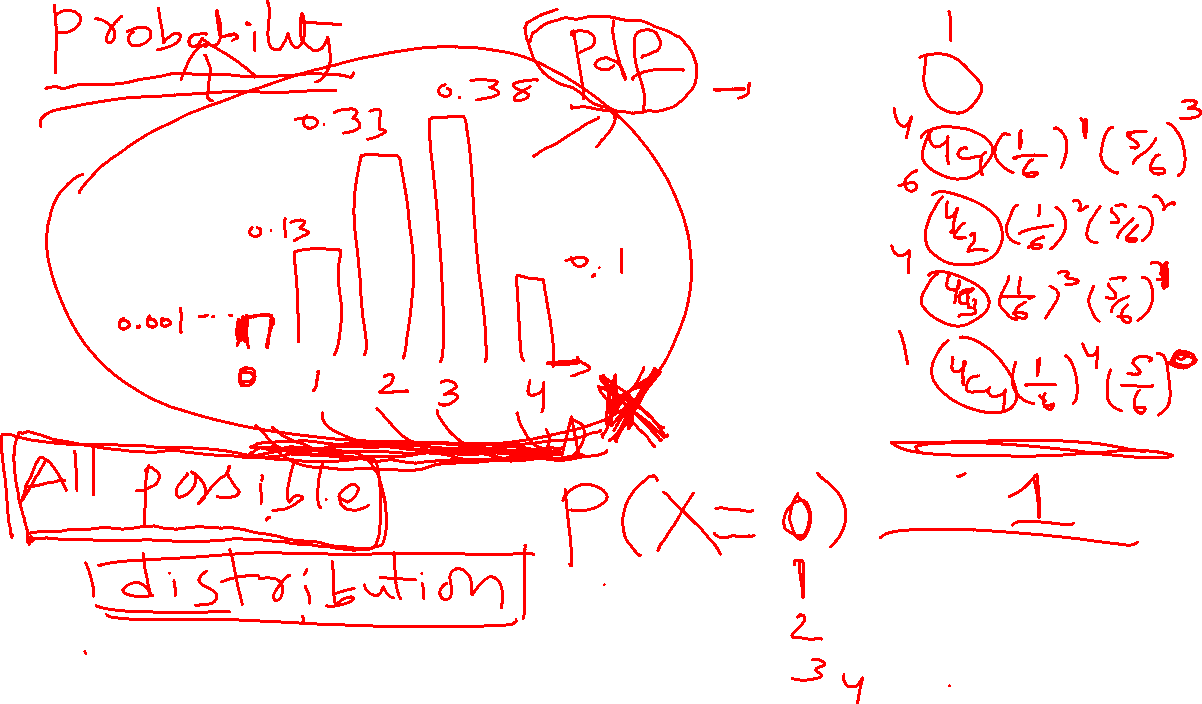 Probability
pdf →
0.38
0.33
0.13
0.1
0.001
0 1 2 3 4
All possible
distribution
P(X = 0)
1
2
3 4
1
4 4C1 (1/6)^1 (5/6)^3
6 4C2 (1/6)^2 (5/6)^2
4 4C3 (1/6)^3 (5/6)^1
1 4C4 (1/6)^4 (5/6)^0
1